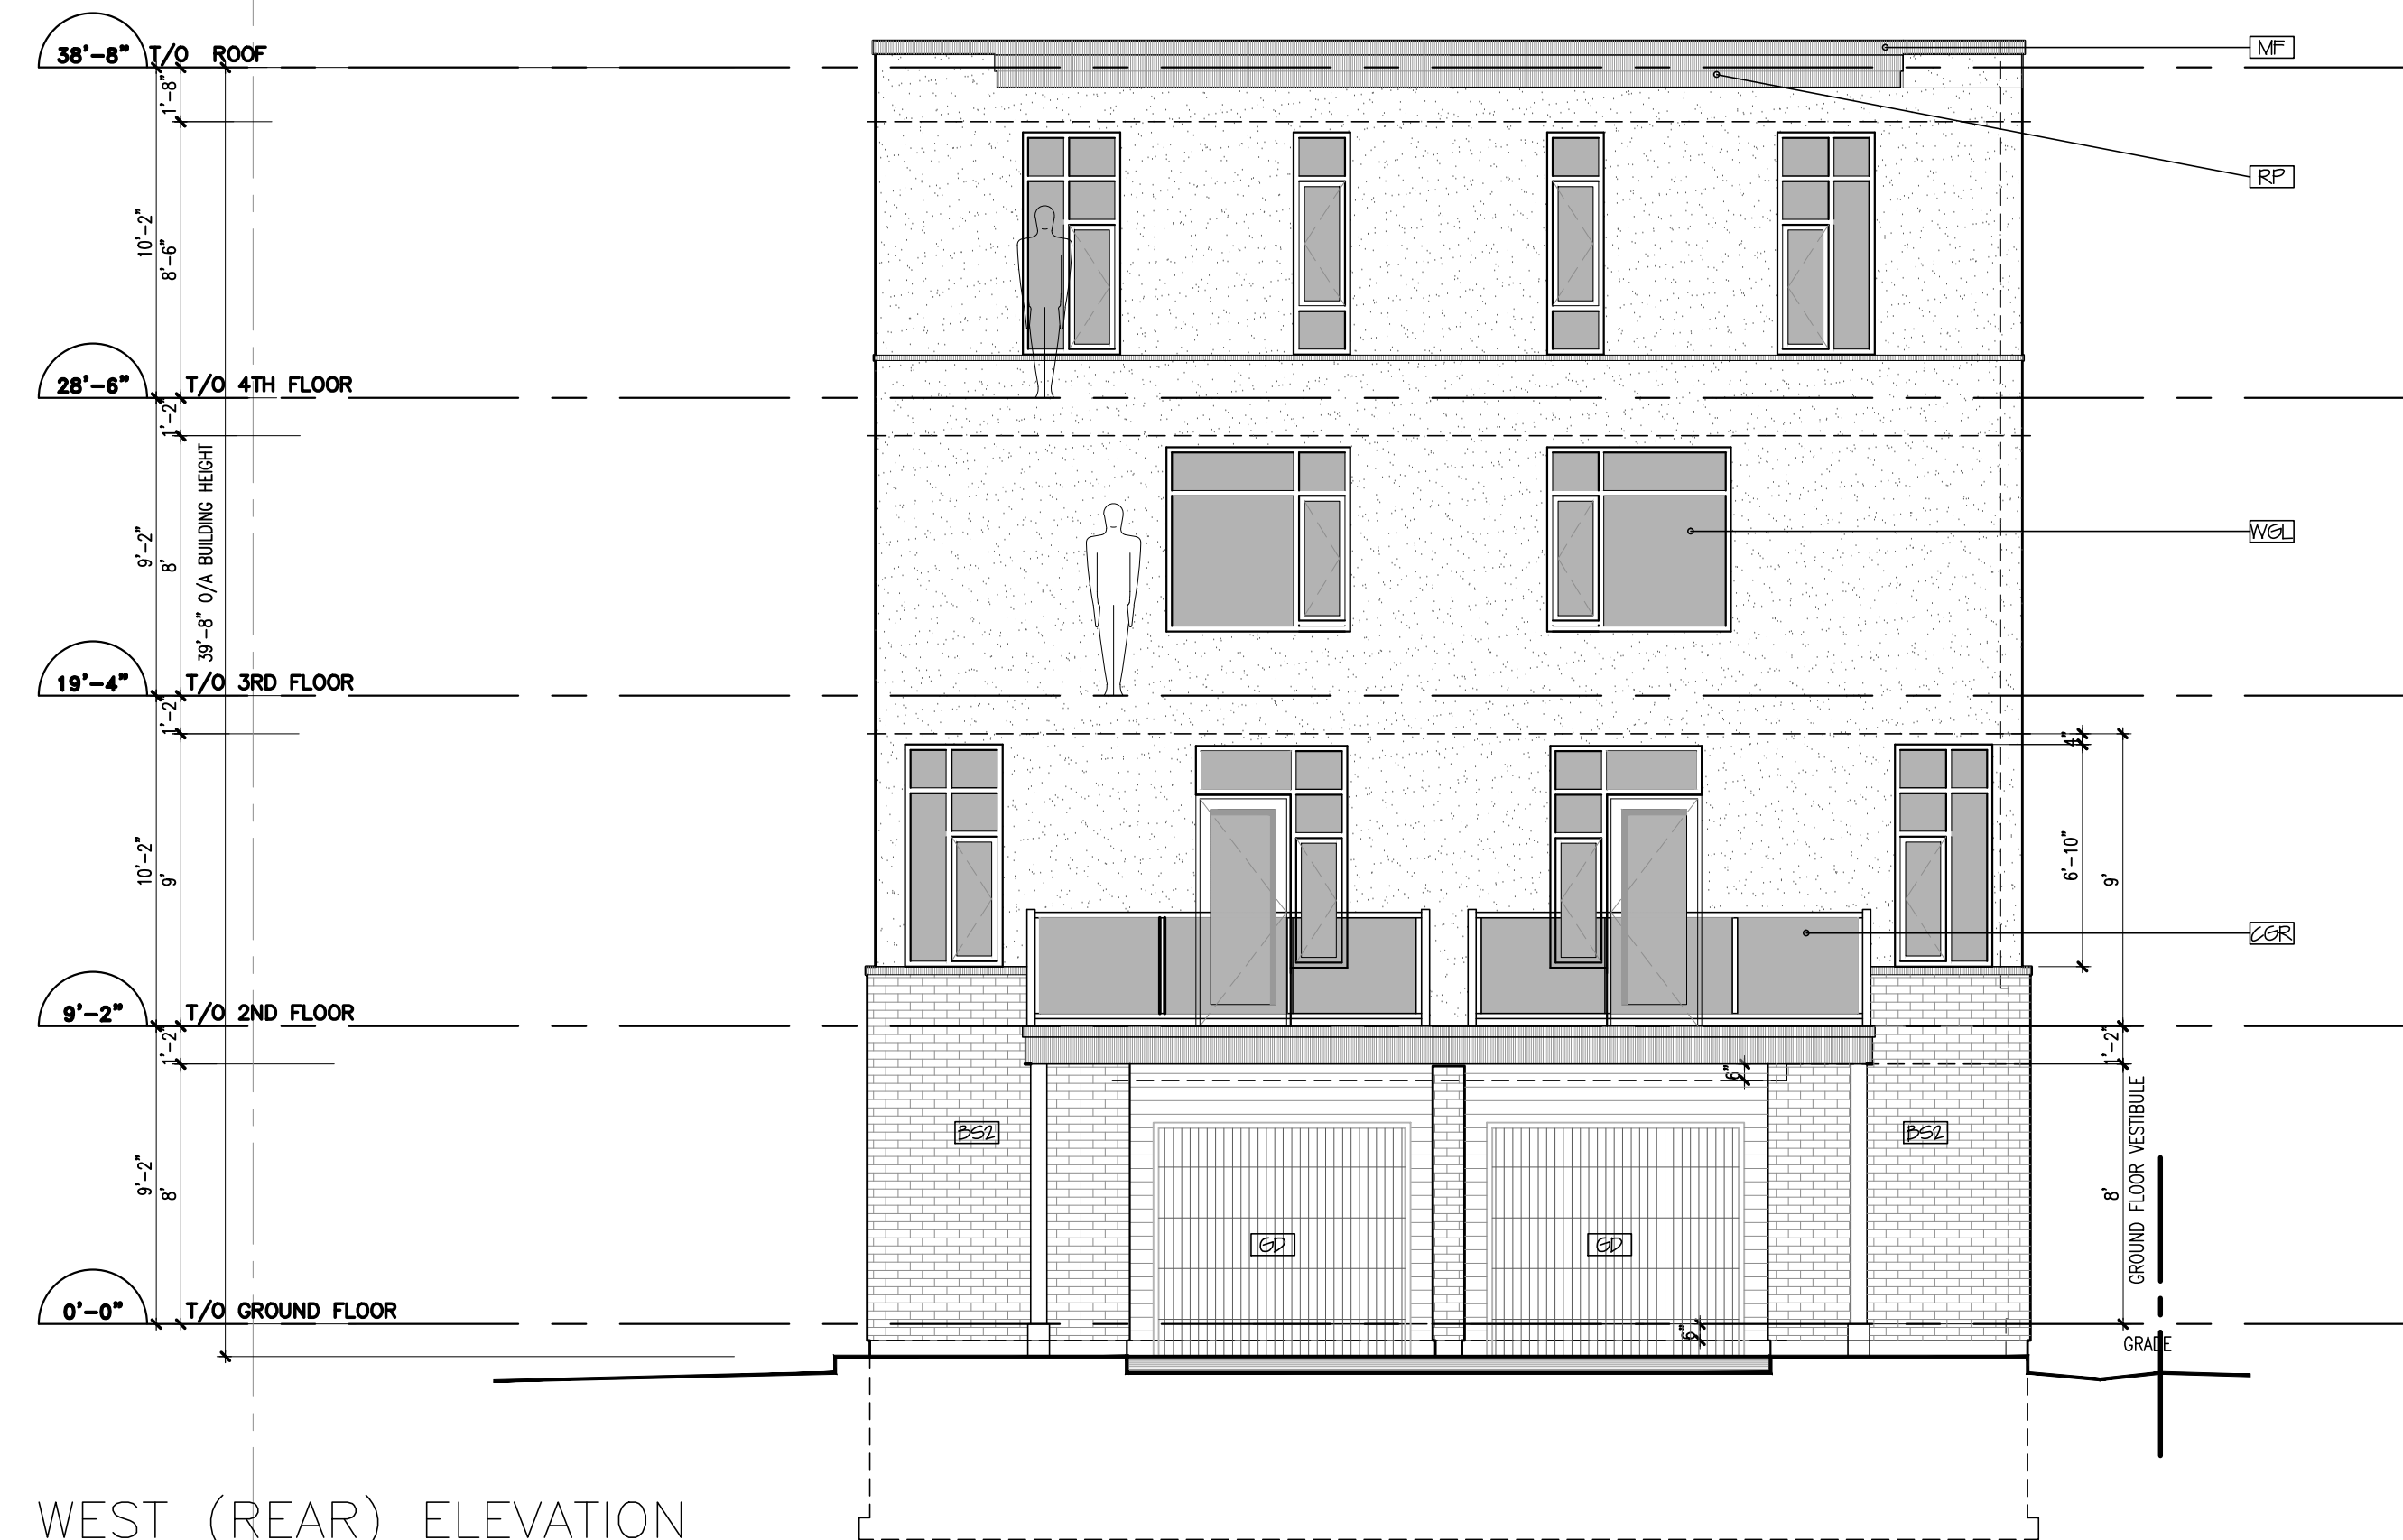 38'-8" T/O ROOF
MF
1'-8"
RP
10'-2"
8'-6"
28'-6" T/O 4TH FLOOR
1'-2"
39'-8" O/A BUILDING HEIGHT
9'-2"
8'
WGL
19'-4" T/O 3RD FLOOR
1'-2"
4"
10'-2"
9'
6'-10"
9'
CGR
9'-2" T/O 2ND FLOOR
1'-2"
1'-2"
6"
BS2
BS2
9'-2"
8'
8'
GROUND FLOOR VESTIBULE
GD
GD
0'-0" T/O GROUND FLOOR
6"
GRADE
WEST (REAR) ELEVATION